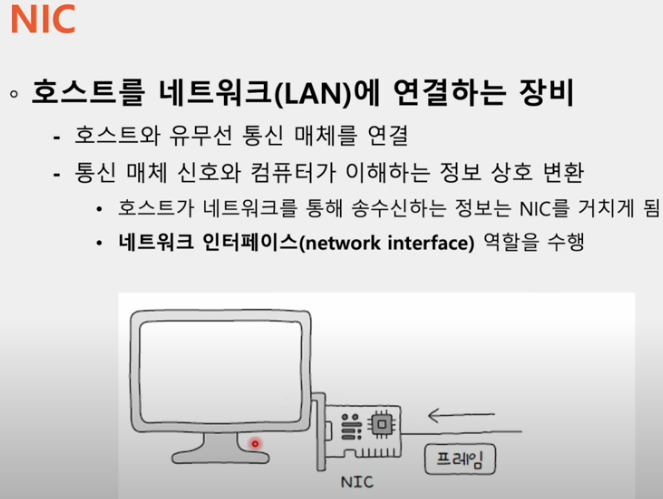 NIC
◦ 호스트를 네트워크(LAN)에 연결하는 장비
- 호스트와 유무선 통신 매체를 연결
- 통신 매체 신호와 컴퓨터가 이해하는 정보 상호 변환
• 호스트가 네트워크를 통해 송수신하는 정보는 NIC를 거치게 됨
• 네트워크 인터페이스(network interface) 역할을 수행
프레임
NIC